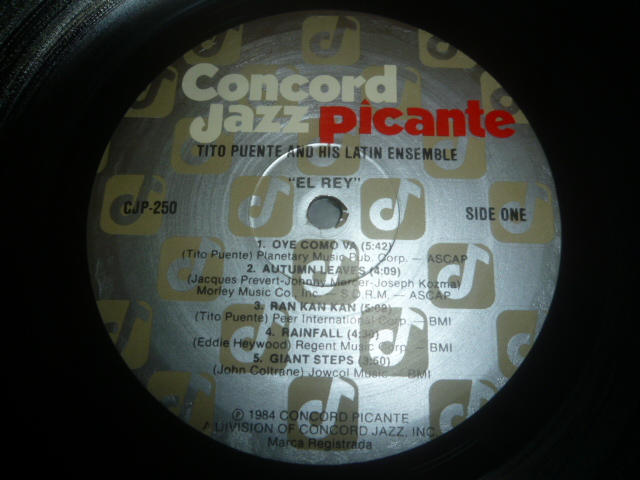 Concord
Jazz picante
TITO PUENTE AND HIS LATIN ENSEMBLE
"EL REY"
CJP-250
SIDE ONE
1. OYE COMO VA (5:42)
(Tito Puente) Planetary Music Pub. Corp. — ASCAP
2. AUTUMN LEAVES (4:09)
(Jacques Prevert-Johnny Mercer-Joseph Kozma)
Morley Music Co., Inc. — S.D.R.M. — ASCAP
3. RAN KAN KAN (5:08)
(Tito Puente) Peer International Corp. — BMI
4. RAINFALL
(Eddie Heywood) Regent Music Corp. — BMI
5. GIANT STEPS (3:50)
(John Coltrane) Jowcol Music — BMI
℗ 1984 CONCORD PICANTE
A DIVISION OF CONCORD JAZZ, INC.
Marca Registrada